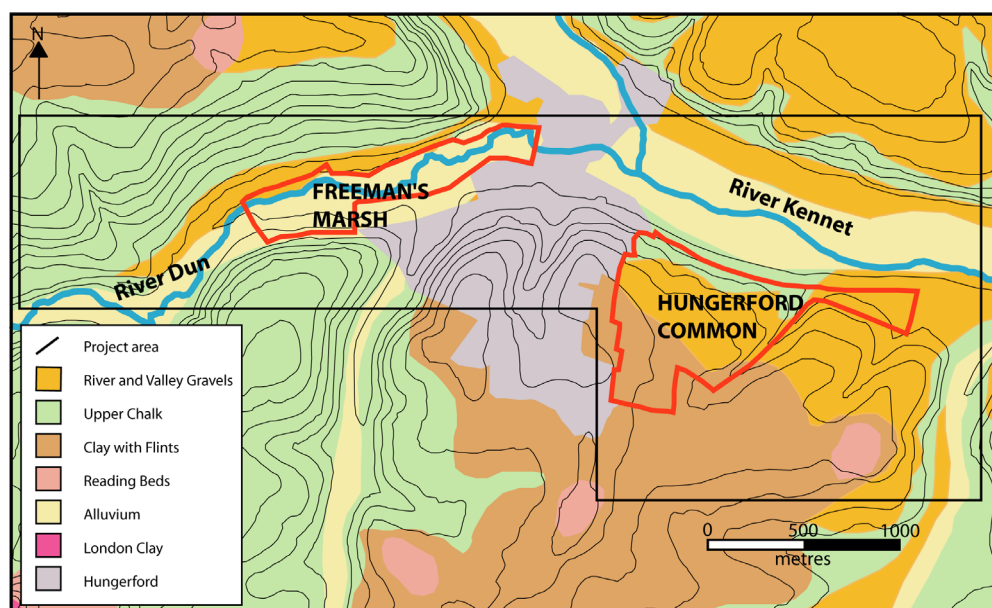 N
FREEMAN'S
MARSH
River Dun
River Kennet
HUNGERFORD
COMMON
Project area
River and Valley Gravels
Upper Chalk
Clay with Flints
Reading Beds
Alluvium
London Clay
Hungerford
0 500 1000
metres